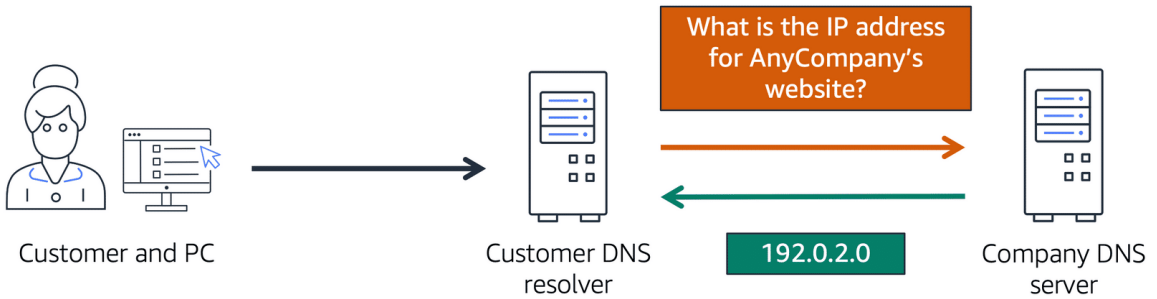 What is the IP address
for AnyCompany's
website?
Customer and PC
Customer DNS
resolver
192.0.2.0
Company DNS
server